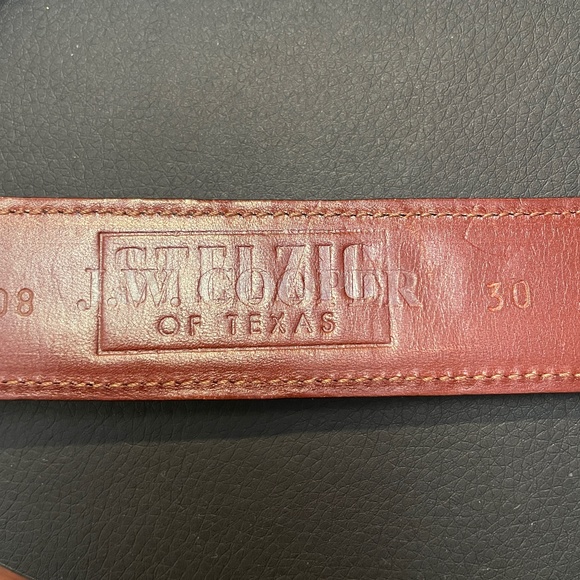 STELZIG
J.W. COOPER
OF TEXAS
08
30